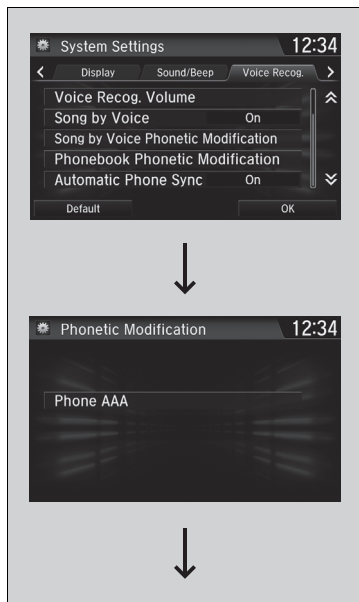 System Settings 12:34
Display Sound/Beep Voice Recog.
Voice Recog. Volume
Song by Voice On
Song by Voice Phonetic Modification
Phonebook Phonetic Modification
Automatic Phone Sync On
Default OK
Phonetic Modification 12:34
Phone AAA